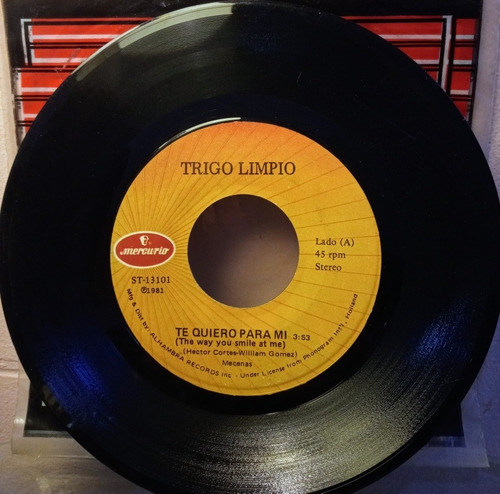 TRIGO LIMPIO
mercurio
ST-13101
℗1981
Lado (A)
45 rpm
Stereo
TE QUIERO PARA MI 3:53
(The way you smile at me)
(Hector Cortes-William Gomez)
Mecenas
Mfg & Dist by: ALHAMBRA RECORDS Inc - Under License from Phonogram Int'l., Holland